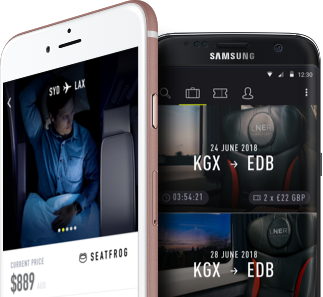 SYD ✈ LAX
CURRENT PRICE
$889 AUD
SEATFROG
SAMSUNG
12:30
LNER
24 JUNE 2018
KGX → EDB
03:54:21
2 x £22 GBP
LNER
28 JUNE 2018
KGX → EDB